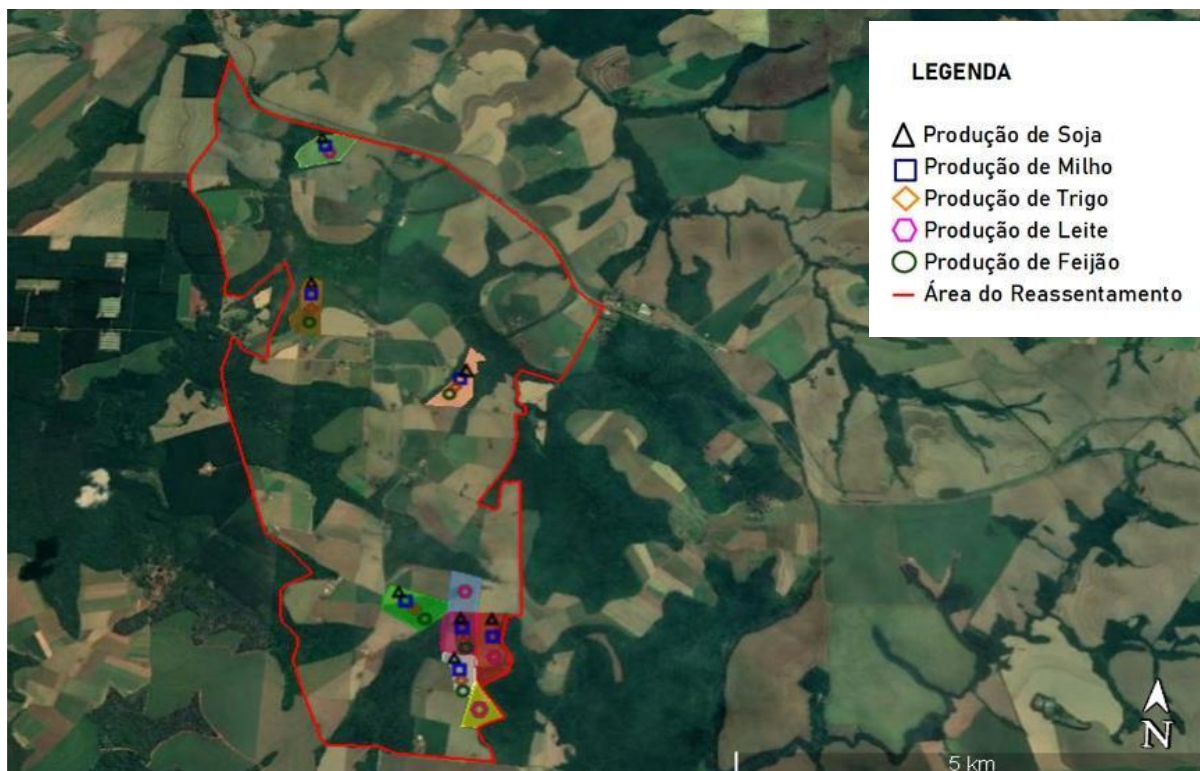 LEGENDA
Produção de Soja
Produção de Milho
Produção de Trigo
Produção de Leite
Produção de Feijão
Área do Reassentamento
N
5 km